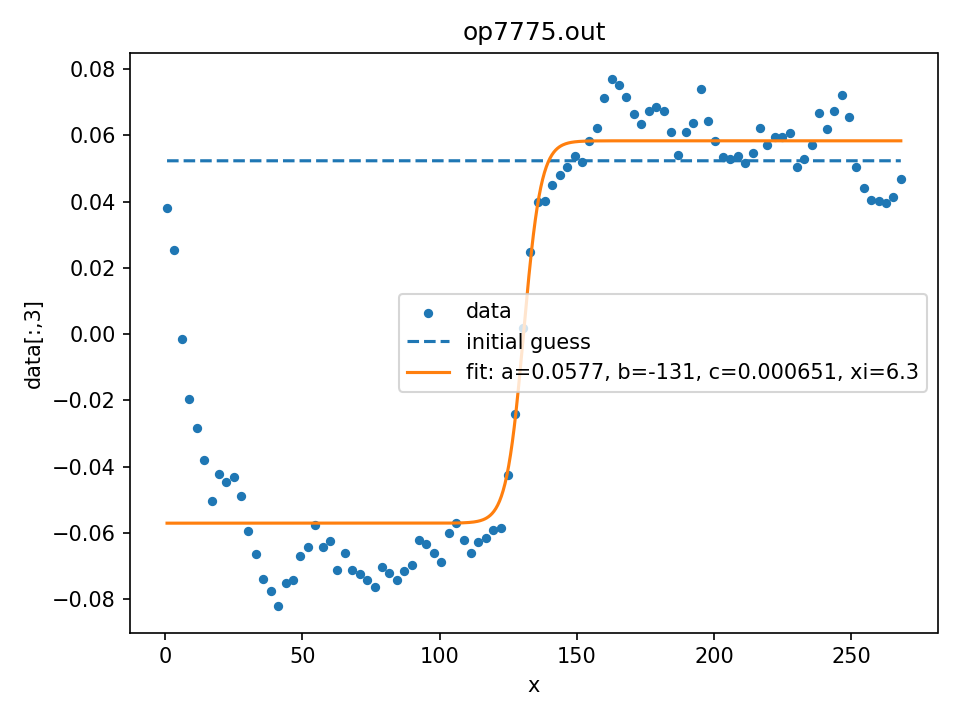 op7775.out
0.08
0.06
0.04
0.02
0.00
−0.02
−0.04
−0.06
−0.08
data[:,3]
data
initial guess
fit: a=0.0577, b=-131, c=0.000651, xi=6.3
0 50 100 150 200 250
x